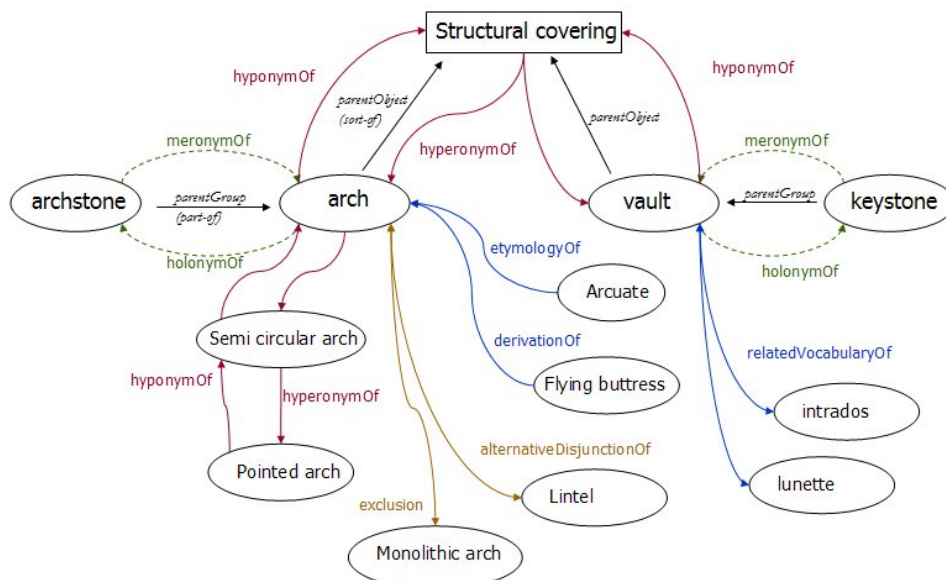 Structural covering
hyponymOf
hyponymOf
parentObject
(sort-of)
parentObject
meronymOf
hyperonymOf
meronymOf
archstone
parentGroup
(part-of)
arch
vault
parentGroup
keystone
holonymOf
etymologyOf
holonymOf
Arcuate
Semi circular arch
derivationOf
relatedVocabularyOf
hyponymOf
hyperonymOf
Flying buttress
intrados
alternativeDisjunctionOf
Pointed arch
lunette
exclusion
Lintel
Monolithic arch